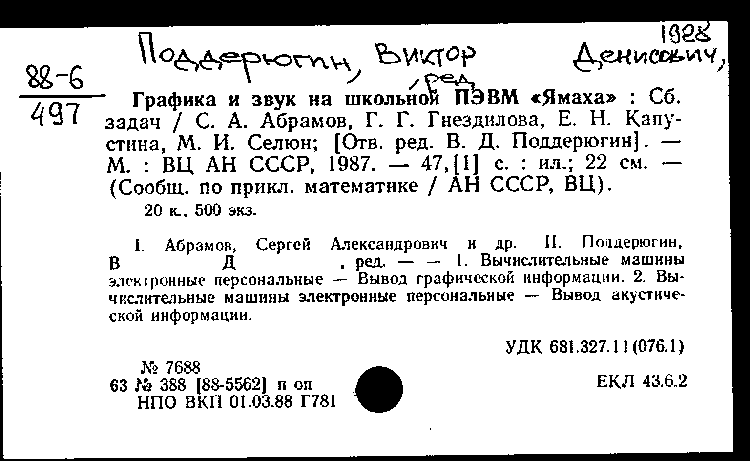 1928
Поддерюгин, Виктор Денисович,
, ред.
88-6
497
Графика и звук на школьной ПЭВМ «Ямаха» : Сб.
задач / С. А. Абрамов, Г. Г. Гнездилова, Е. Н. Капу-
стина, М. И. Селюн; [Отв. ред. В. Д. Поддерюгин]. —
М. : ВЦ АН СССР, 1987. — 47,[1] с. : ил.; 22 см. —
(Сообщ. по прикл. математике / АН СССР, ВЦ).
20 к., 500 экз.
I. Абрамов, Сергей Александрович и др. II. Поддерюгин,
В Д , ред. — — 1. Вычислительные машины
электронные персональные — Вывод графической информации. 2. Вы-
числительные машины электронные персональные — Вывод акустиче-
ской информации.
УДК 681.327.11(076.1)
№ 7688
63 № 388 [88-5562] п оп
ЕКЛ 43.6.2
НПО ВКП 01.03.88 Г781